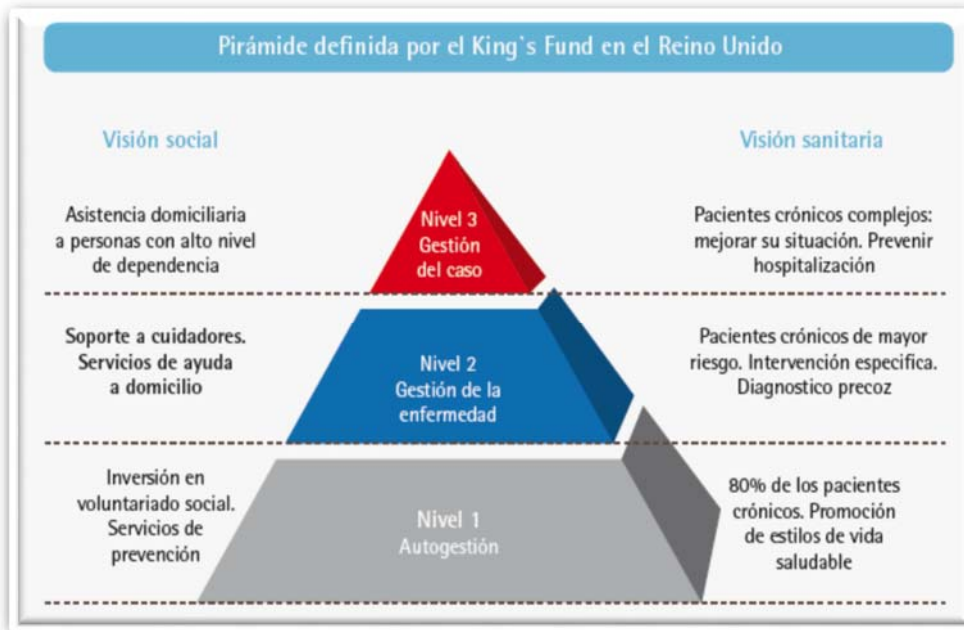 Pirámide definida por el King`s Fund en el Reino Unido
Visión social
Visión sanitaria
Asistencia domiciliaria
a personas con alto nivel
de dependencia
Nivel 3
Gestión
del caso
Pacientes crónicos complejos:
mejorar su situación. Prevenir
hospitalización
Soporte a cuidadores.
Servicios de ayuda
a domicilio
Nivel 2
Gestión de la
enfermedad
Pacientes crónicos de mayor
riesgo. Intervención especifica.
Diagnostico precoz
Inversión en
voluntariado social.
Servicios de
prevención
Nivel 1
Autogestión
80% de los pacientes
crónicos. Promoción
de estilos de vida
saludable